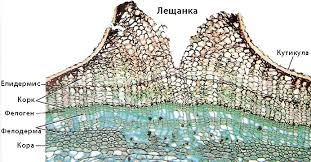 Лещанка
Кутикула
Епидермис
Корк
Фелоген
Фелодерма
Кора